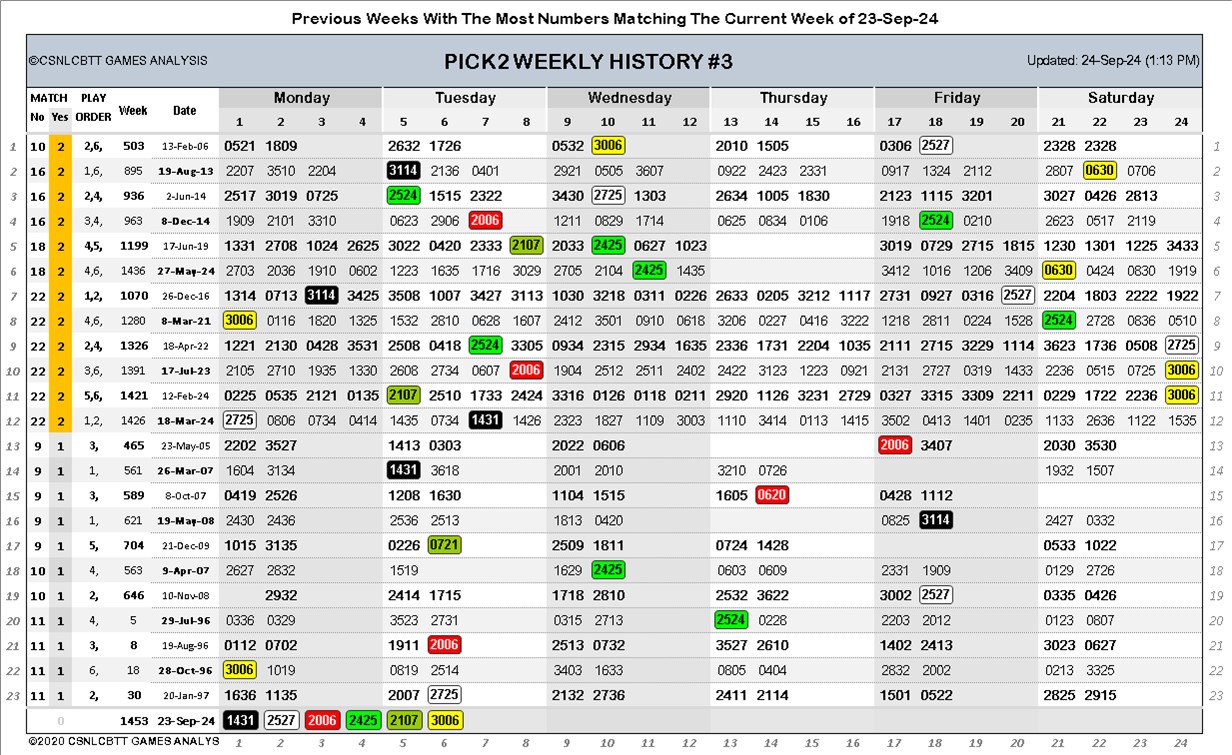 Previous Weeks With The Most Numbers Matching The Current Week of 23-Sep-24
©CSNLCBTT GAMES ANALYSIS PICK2 WEEKLY HISTORY #3 Updated: 24-Sep-24 (1:13 PM)
MATCH PLAY Week Date Monday Tuesday Wednesday Thursday Friday Saturday
No Yes ORDER 1 2 3 4 5 6 7 8 9 10 11 12 13 14 15 16 17 18 19 20 21 22 23 24
1 10 2 2,6, 503 13-Feb-06 0521 1809 2632 1726 0532 3006 2010 1505 0306 2527 2328 2328 1
2 16 2 1,6, 895 19-Aug-13 2207 3510 2204 3114 2136 0401 2921 0505 3607 0922 2423 2331 0917 1324 2112 2807 0630 0706 2
3 16 2 2,4, 936 2-Jun-14 2517 3019 0725 2524 1515 2322 3430 2725 1303 2634 1005 1830 2123 1115 3201 3027 0426 2813 3
4 16 2 3,4, 963 8-Dec-14 1909 2101 3310 0623 2906 2006 1211 0829 1714 0625 0834 0106 1918 2524 0210 2623 0517 2119 4
5 18 2 4,5, 1199 17-Jun-19 1331 2708 1024 2625 3022 0420 2333 2107 2033 2425 0627 1023 3019 0729 2715 1815 1230 1301 1225 3433 5
6 18 2 4,6, 1436 27-May-24 2703 2036 1910 0602 1223 1635 1716 3029 2705 2104 2425 1435 3412 1016 1206 3409 0630 0424 0830 1919 6
7 22 2 1,2, 1070 26-Dec-16 1314 0713 3114 3425 3508 1007 3427 3113 1030 3218 0311 0226 2633 0205 3212 1117 2731 0927 0316 2527 2204 1803 2222 1922 7
8 22 2 4,6, 1280 8-Mar-21 3006 0116 1820 1325 1532 2810 0628 1607 2412 3501 0910 0618 3206 0227 0416 3222 1218 2811 0224 1528 2524 2728 0836 0510 8
9 22 2 2,4, 1326 18-Apr-22 1221 2130 0428 3531 2508 0418 2524 3305 0934 2315 2934 1635 2336 1731 2204 1035 2111 2715 3229 1114 3623 1736 0508 2725 9
10 22 2 3,6, 1391 17-Jul-23 2105 2710 1935 1330 2608 2734 0607 2006 1904 2512 2511 2402 2422 3123 1223 0921 2131 2727 0319 1433 2236 0515 0725 3006 10
11 22 2 5,6, 1421 12-Feb-24 0225 0535 2121 0135 2107 2510 1733 2424 3316 0126 0118 0211 2920 1126 3231 2729 0327 3315 3309 2211 0229 1722 2236 3006 11
12 22 2 1,2, 1426 18-Mar-24 2725 0806 0734 0414 1435 0734 1431 1426 2323 1827 1109 3003 1110 3414 0113 1415 3502 0413 1401 0235 1133 2636 1122 1535 12
13 9 1 3, 465 23-May-05 2202 3527 1413 0303 2022 0606 2006 3407 2030 3530 13
14 9 1 1, 561 26-Mar-07 1604 3134 1431 3618 2001 2010 3210 0726 1932 1507 14
15 9 1 3, 589 8-Oct-07 0419 2526 1208 1630 1104 1515 1605 0620 0428 1112 15
16 9 1 1, 621 19-May-08 2430 2436 2536 2513 1813 0420 0825 3114 2427 0332 16
17 9 1 5, 704 21-Dec-09 1015 3135 0226 0721 2509 1811 0724 1428 0533 1022 17
18 10 1 4, 563 9-Apr-07 2627 2832 1519 1629 2425 0603 0609 2331 1909 0129 2726 18
19 10 1 2, 646 10-Nov-08 2932 2414 1715 1718 2810 2532 3622 3002 2527 0335 0426 19
20 11 1 4, 5 29-Jul-96 0336 0329 3523 2731 0315 2713 2524 0228 2203 2012 0123 0807 20
21 11 1 3, 8 19-Aug-96 0112 0702 1911 2006 2513 0732 3527 2610 1402 2413 3023 0627 21
22 11 1 6, 18 28-Oct-96 3006 1019 0819 2514 3403 1633 0805 0404 2832 2002 0213 3325 22
23 11 1 2, 30 20-Jan-97 1636 1135 2007 2725 2132 2736 2411 2114 1501 0522 2825 2915 23
0 1453 23-Sep-24 1431 2527 2006 2425 2107 3006
©2020 CSNLCBTT GAMES ANALYS 1 2 3 4 5 6 7 8 9 10 11 12 13 14 15 16 17 18 19 20 21 22 23 24